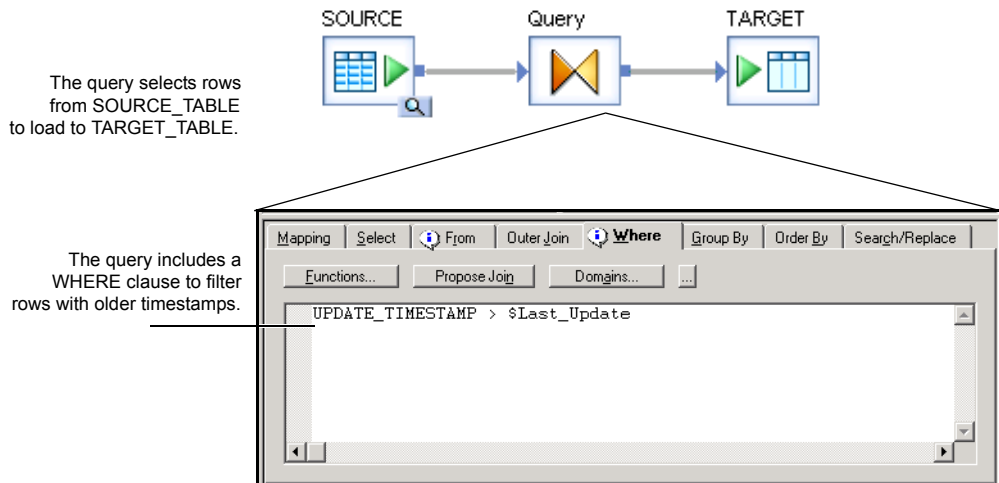 SOURCE Query TARGET
The query selects rows
from SOURCE_TABLE
to load to TARGET_TABLE.
Mapping Select From Outer Join Where Group By Order By Search/Replace
The query includes a
WHERE clause to filter
rows with older timestamps.
Functions... Propose Join Domains... ...
UPDATE_TIMESTAMP > $Last_Update